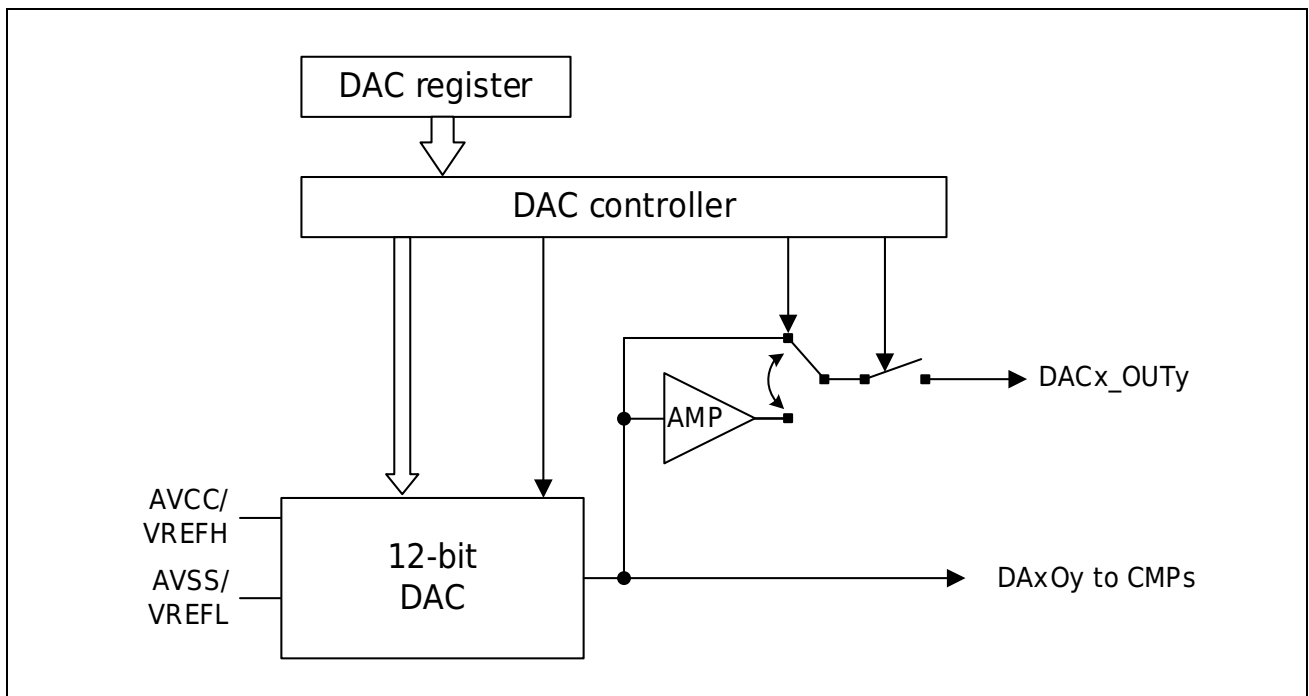 DAC register
DAC controller
DACx_OUTy
AMP
AVCC/
VREFH
12-bit
DAC
AVSS/
VREFL
DAxOy to CMPs